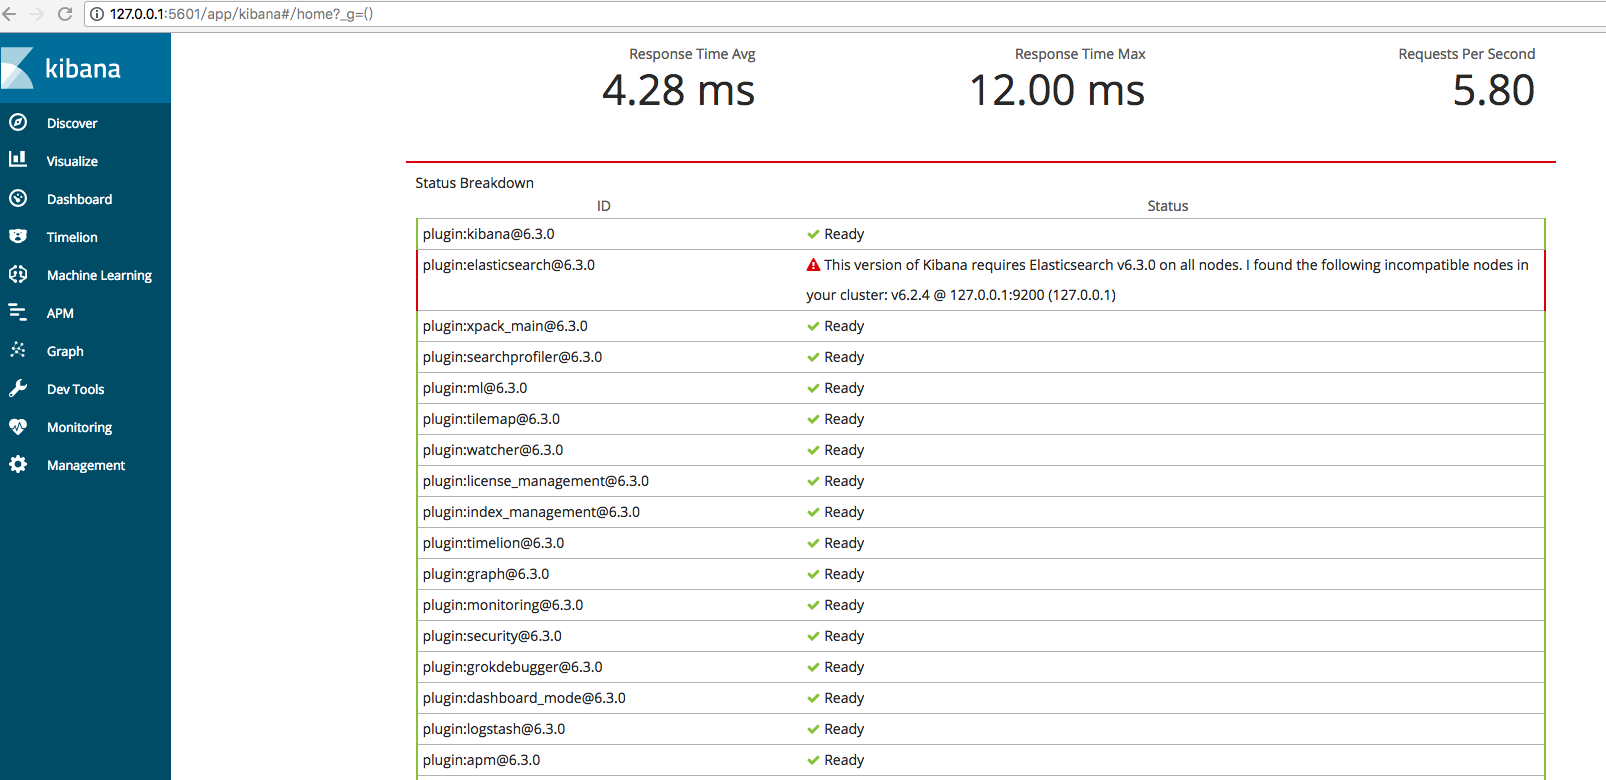 127.0.0.1:5601/app/kibana#/home?_g=()
kibana
Discover
Visualize
Dashboard
Timelion
Machine Learning
APM
Graph
Dev Tools
Monitoring
Management
Response Time Avg
4.28 ms
Response Time Max
12.00 ms
Requests Per Second
5.80
Status Breakdown
ID Status
plugin:kibana@6.3.0 Ready
plugin:elasticsearch@6.3.0 This version of Kibana requires Elasticsearch v6.3.0 on all nodes. I found the following incompatible nodes in
your cluster: v6.2.4 @ 127.0.0.1:9200 (127.0.0.1)
plugin:xpack_main@6.3.0 Ready
plugin:searchprofiler@6.3.0 Ready
plugin:ml@6.3.0 Ready
plugin:tilemap@6.3.0 Ready
plugin:watcher@6.3.0 Ready
plugin:license_management@6.3.0 Ready
plugin:index_management@6.3.0 Ready
plugin:timelion@6.3.0 Ready
plugin:graph@6.3.0 Ready
plugin:monitoring@6.3.0 Ready
plugin:security@6.3.0 Ready
plugin:grokdebugger@6.3.0 Ready
plugin:dashboard_mode@6.3.0 Ready
plugin:logstash@6.3.0 Ready
plugin:apm@6.3.0 Ready